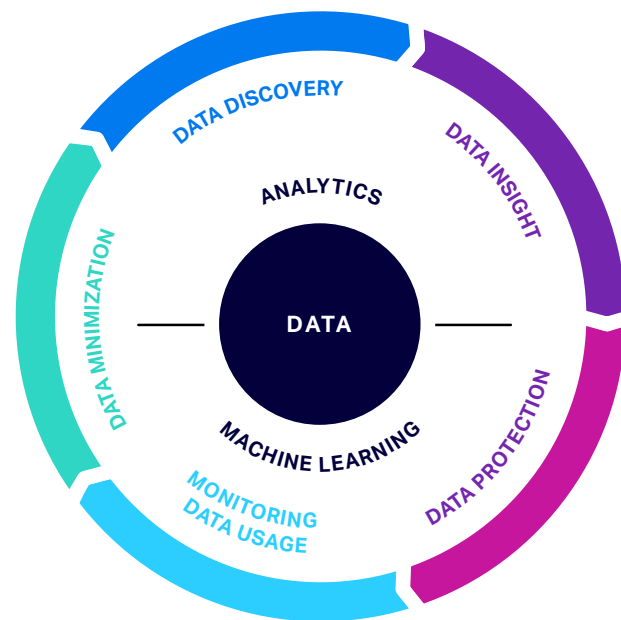 DATA DISCOVERY
DATA INSIGHT
ANALYTICS
DATA MINIMIZATION
DATA
MACHINE LEARNING
DATA PROTECTION
MONITORING
DATA USAGE